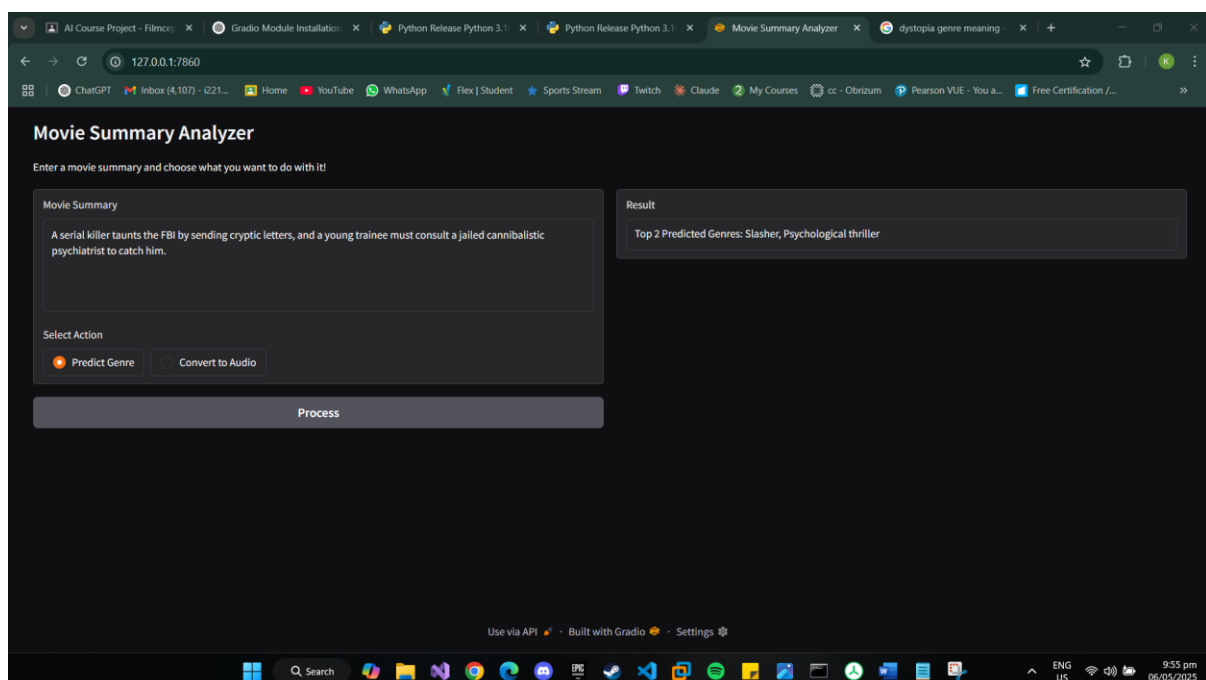 AI Course Project - Filmcep
Gradio Module Installation
Python Release Python 3.1
Python Release Python 3.1
Movie Summary Analyzer
dystopia genre meaning -
127.0.0.1:7860
K
ChatGPT
Inbox (4,107) - i221...
Home
YouTube
WhatsApp
Flex | Student
Sports Stream
Twitch
Claude
My Courses
cc - Obrizum
Pearson VUE - You a...
Free Certification /...
Movie Summary Analyzer
Enter a movie summary and choose what you want to do with it!
Movie Summary
A serial killer taunts the FBI by sending cryptic letters, and a young trainee must consult a jailed cannibalistic
psychiatrist to catch him.
Result
Top 2 Predicted Genres: Slasher, Psychological thriller
Select Action
Predict Genre
Convert to Audio
Process
Use via API · Built with Gradio · Settings
Search
EPIC
ENG
US
9:55 pm
06/05/2025